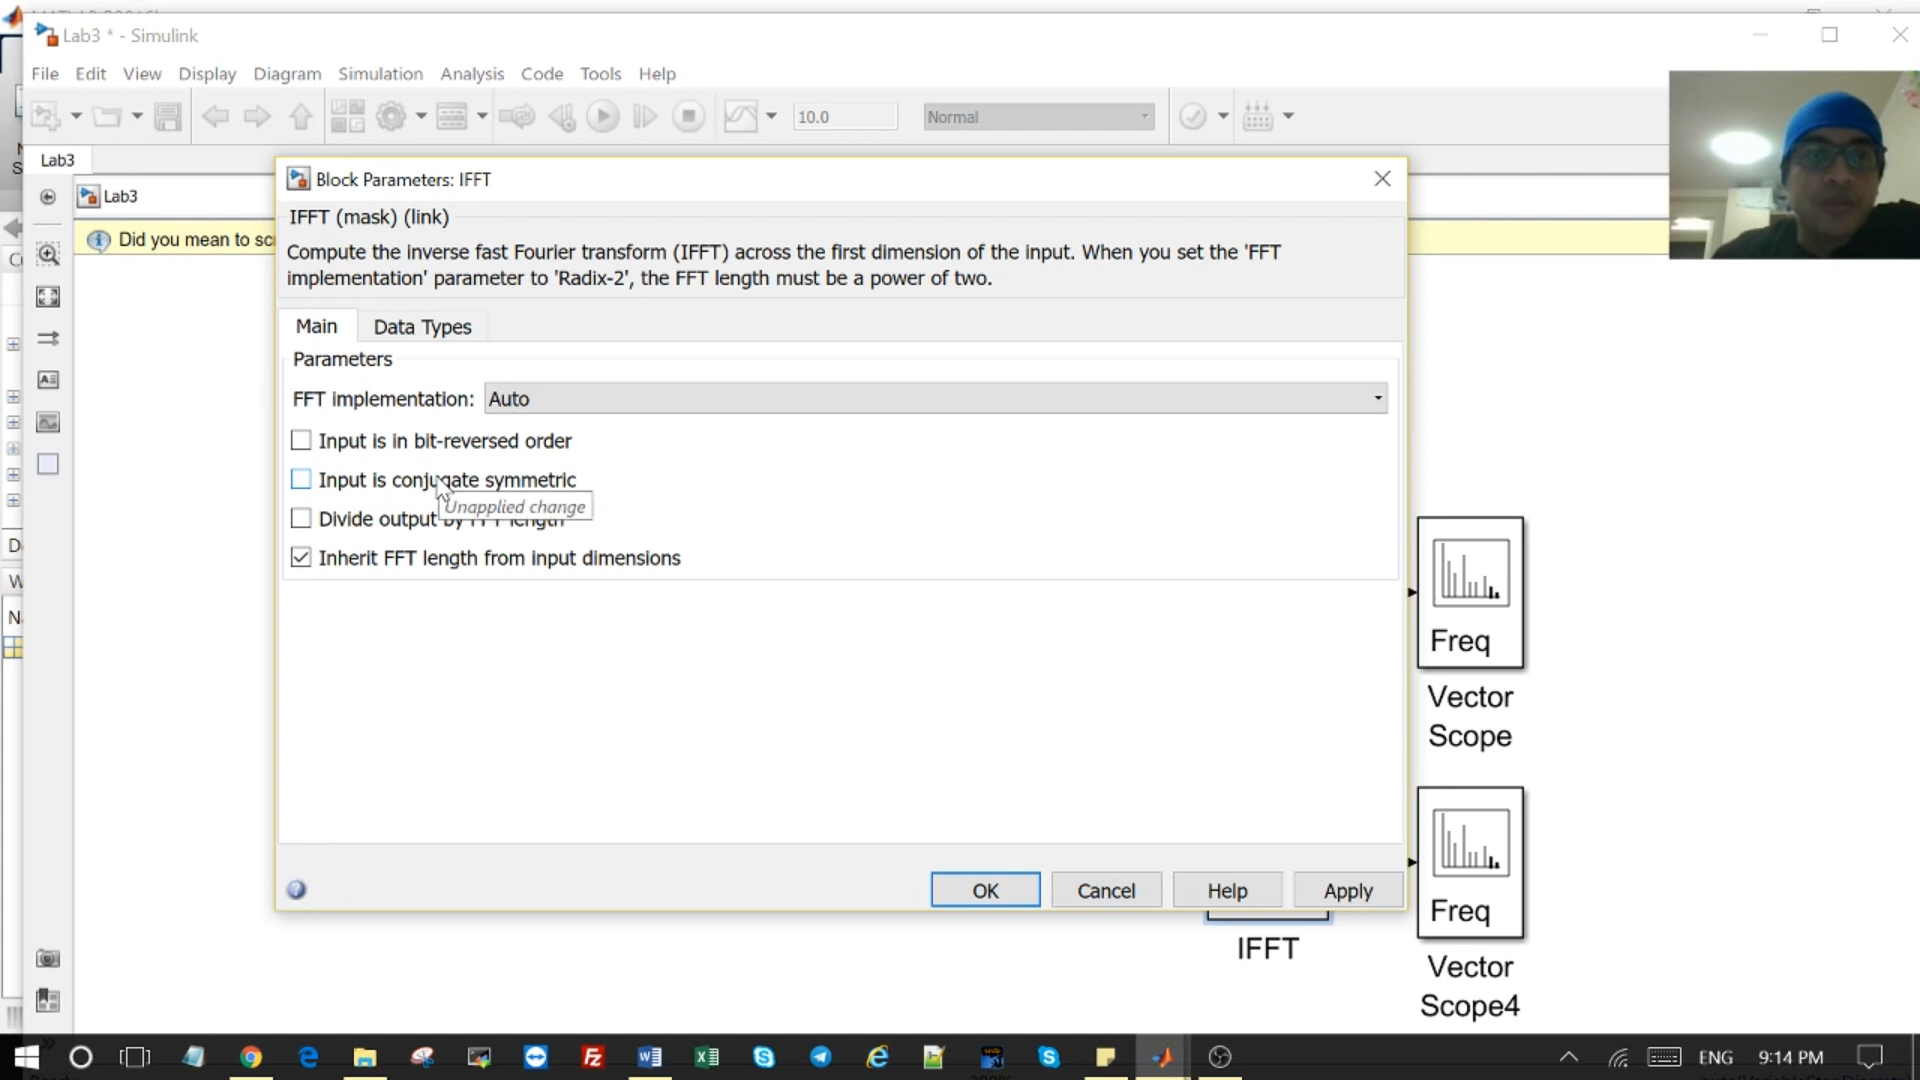 Lab3 * - Simulink
File Edit View Display Diagram Simulation Analysis Code Tools Help
10.0
Normal
Lab3
Lab3
Did you mean to sc
Block Parameters: IFFT
IFFT (mask) (link)
Compute the inverse fast Fourier transform (IFFT) across the first dimension of the input. When you set the 'FFT
implementation' parameter to 'Radix-2', the FFT length must be a power of two.
Main Data Types
Parameters
FFT implementation: Auto
Input is in bit-reversed order
Input is conjugate symmetric
Unapplied change
Divide output by FFT length
Inherit FFT length from input dimensions
OK Cancel Help Apply
Freq
Vector
Scope
Freq
Vector
Scope4
IFFT
ENG 9:14 PM